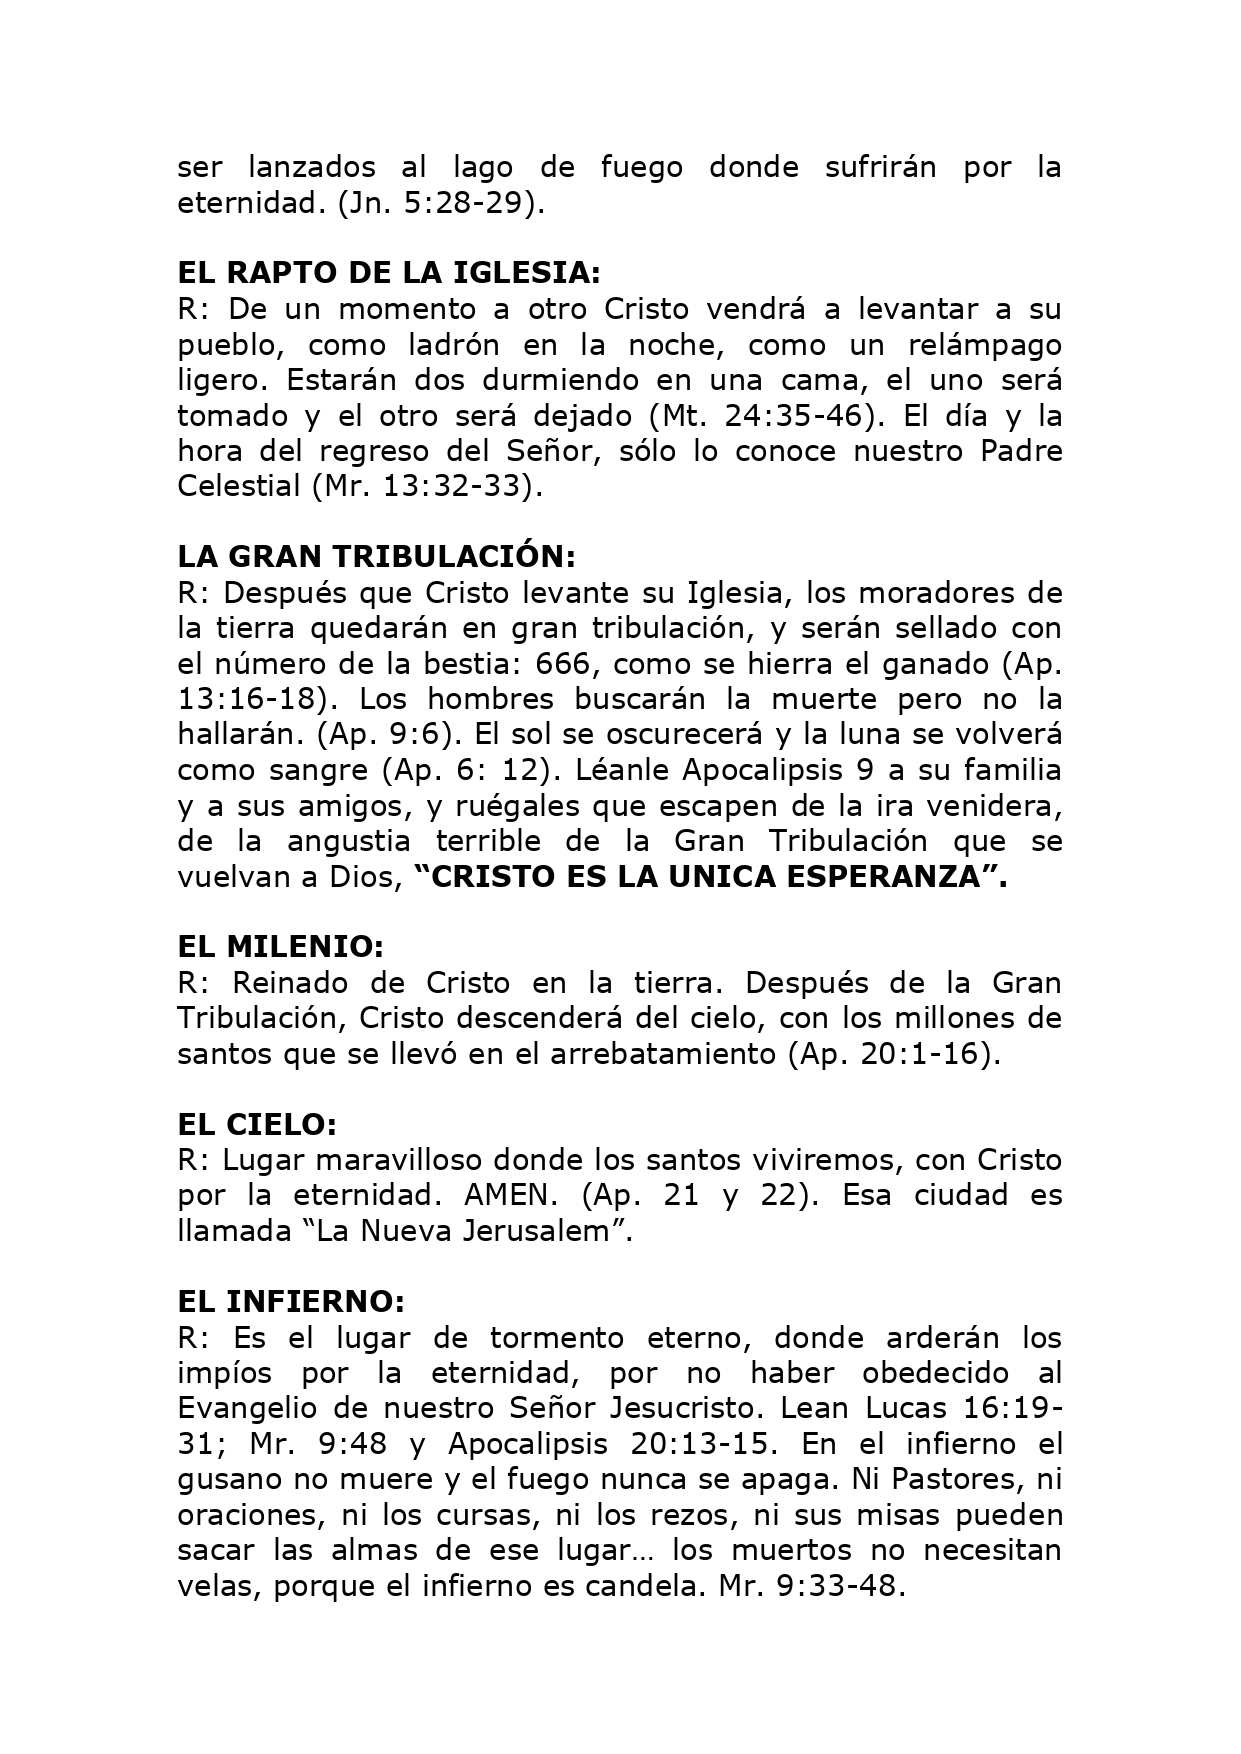 ser lanzados al lago de fuego donde sufrirán por la
eternidad. (Jn. 5:28-29).
EL RAPTO DE LA IGLESIA:
R: De un momento a otro Cristo vendrá a levantar a su
pueblo, como ladrón en la noche, como un relámpago
ligero. Estarán dos durmiendo en una cama, el uno será
tomado y el otro será dejado (Mt. 24:35-46). El día y la
hora del regreso del Señor, sólo lo conoce nuestro Padre
Celestial (Mr. 13:32-33).
LA GRAN TRIBULACIÓN:
R: Después que Cristo levante su Iglesia, los moradores de
la tierra quedarán en gran tribulación, y serán sellado con
el número de la bestia: 666, como se hierra el ganado (Ap.
13:16-18). Los hombres buscarán la muerte pero no la
hallarán. (Ap. 9:6). El sol se oscurecerá y la luna se volverá
como sangre (Ap. 6: 12). Léanle Apocalipsis 9 a su familia
y a sus amigos, y ruégales que escapen de la ira venidera,
de la angustia terrible de la Gran Tribulación que se
vuelvan a Dios, “CRISTO ES LA UNICA ESPERANZA”.
EL MILENIO:
R: Reinado de Cristo en la tierra. Después de la Gran
Tribulación, Cristo descenderá del cielo, con los millones de
santos que se llevó en el arrebatamiento (Ap. 20:1-16).
EL CIELO:
R: Lugar maravilloso donde los santos viviremos, con Cristo
por la eternidad. AMEN. (Ap. 21 y 22). Esa ciudad es
llamada “La Nueva Jerusalem”.
EL INFIERNO:
R: Es el lugar de tormento eterno, donde arderán los
impíos por la eternidad, por no haber obedecido al
Evangelio de nuestro Señor Jesucristo. Lean Lucas 16:19-
31; Mr. 9:48 y Apocalipsis 20:13-15. En el infierno el
gusano no muere y el fuego nunca se apaga. Ni Pastores, ni
oraciones, ni los cursas, ni los rezos, ni sus misas pueden
sacar las almas de ese lugar… los muertos no necesitan
velas, porque el infierno es candela. Mr. 9:33-48.